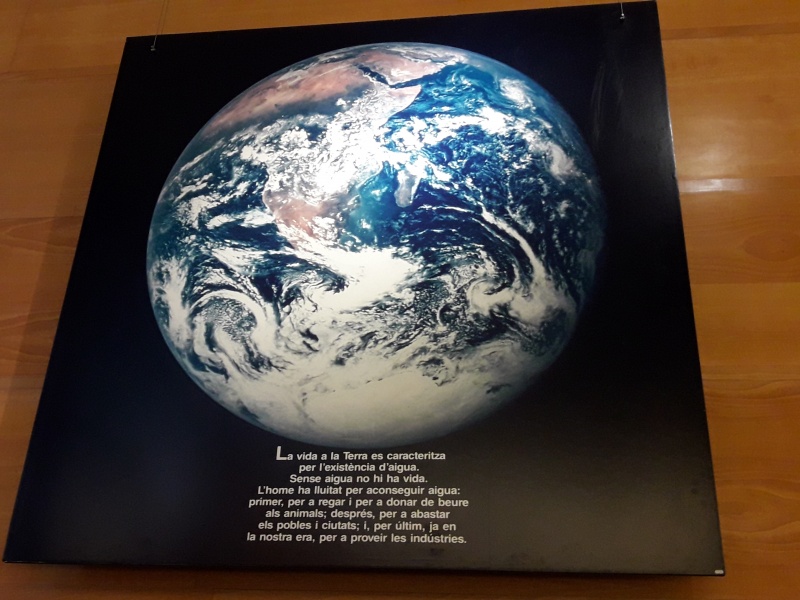 La vida a la Terra es caracteritza
per l'existència d'aigua.
Sense aigua no hi ha vida.
L'home ha lluitat per aconseguir aigua:
primer, per a regar i per a donar de beure
als animals; després, per a abastar
els pobles i ciutats; i, per últim, ja en
la nostra era, per a proveir les indústries.